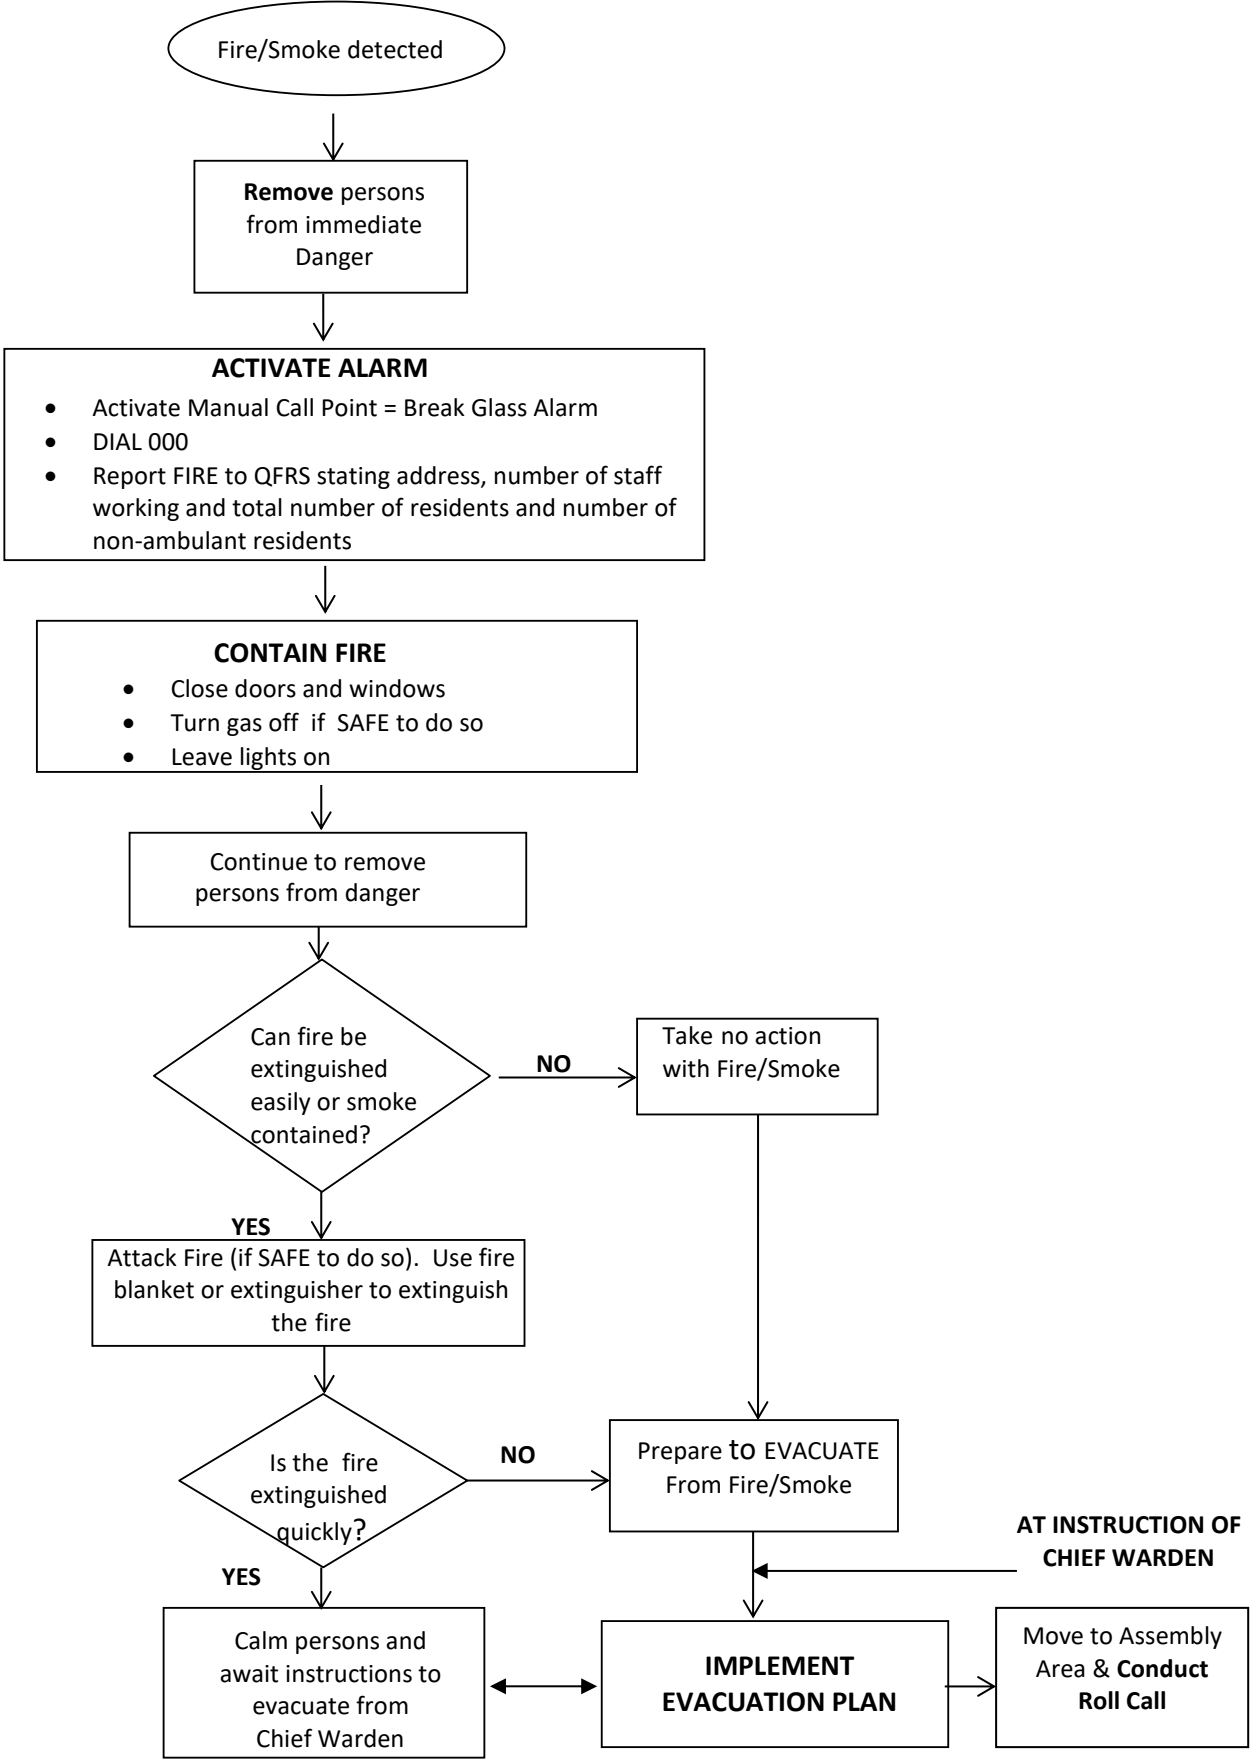 Fire/Smoke detected
Remove persons
from immediate
Danger
ACTIVATE ALARM
• Activate Manual Call Point = Break Glass Alarm
• DIAL 000
• Report FIRE to QFRS stating address, number of staff
working and total number of residents and number of
non-ambulant residents
CONTAIN FIRE
• Close doors and windows
• Turn gas off if SAFE to do so
• Leave lights on
Continue to remove
persons from danger
Can fire be
extinguished
easily or smoke
contained?
NO
Take no action
with Fire/Smoke
YES
Attack Fire (if SAFE to do so). Use fire
blanket or extinguisher to extinguish
the fire
Is the fire
extinguished
quickly?
NO
Prepare to EVACUATE
From Fire/Smoke
AT INSTRUCTION OF
CHIEF WARDEN
YES
Calm persons and
await instructions to
evacuate from
Chief Warden
IMPLEMENT
EVACUATION PLAN
Move to Assembly
Area & Conduct
Roll Call